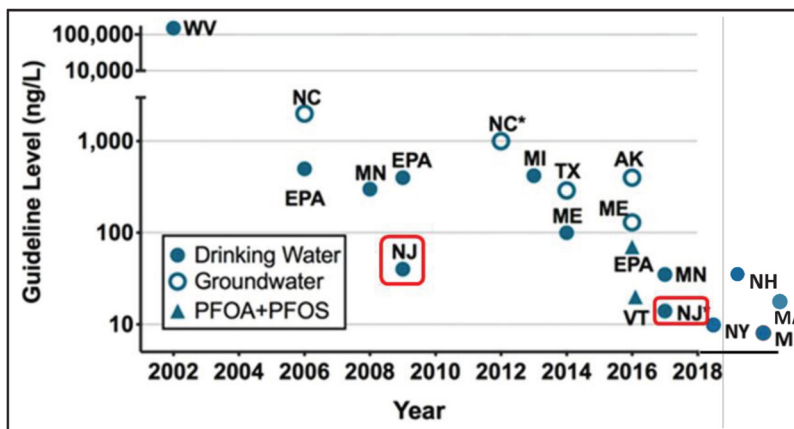 Guideline Level (ng/L)
100,000
10,000
1,000
100
10
WV
NC
EPA
MN
EPA
NJ
NC*
MI
TX
ME
AK
ME
EPA
VT
MN
NJ*
NY
NH
MA
M
Drinking Water
Groundwater
PFOA+PFOS
2002 2004 2006 2008 2010 2012 2014 2016 2018
Year